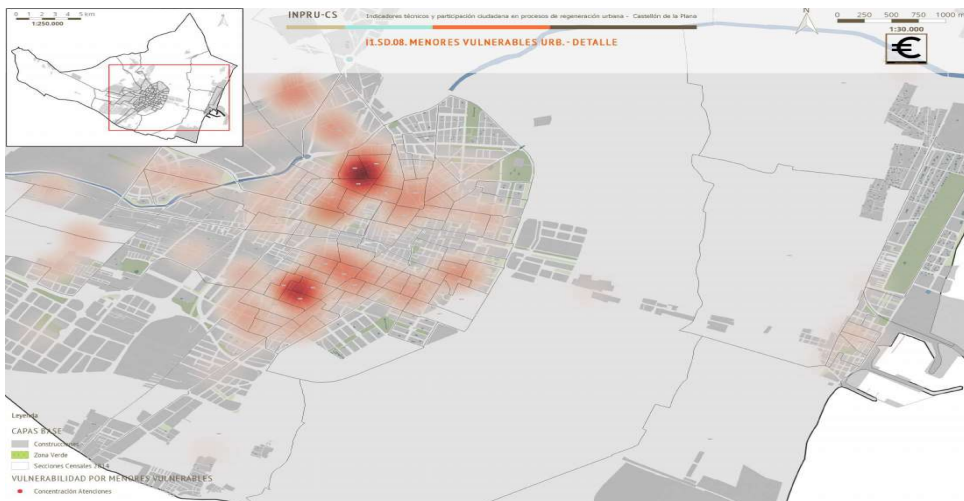 0 1 2 3 4 5 km
1:250.000
INPRU-CS Indicadores técnicos y participación ciudadana en procesos de regeneración urbana - Castellón de la Plana
I1.SD.08. MENORES VULNERABLES URB. - DETALLE
N
0 250 500 750 1000 m
1:30.000
€
Leyenda
CAPAS BASE
Construcciones
Zona Verde
Secciones Censales 2014
VULNERABILIDAD POR MENORES VULNERABLES
Concentración Atenciones